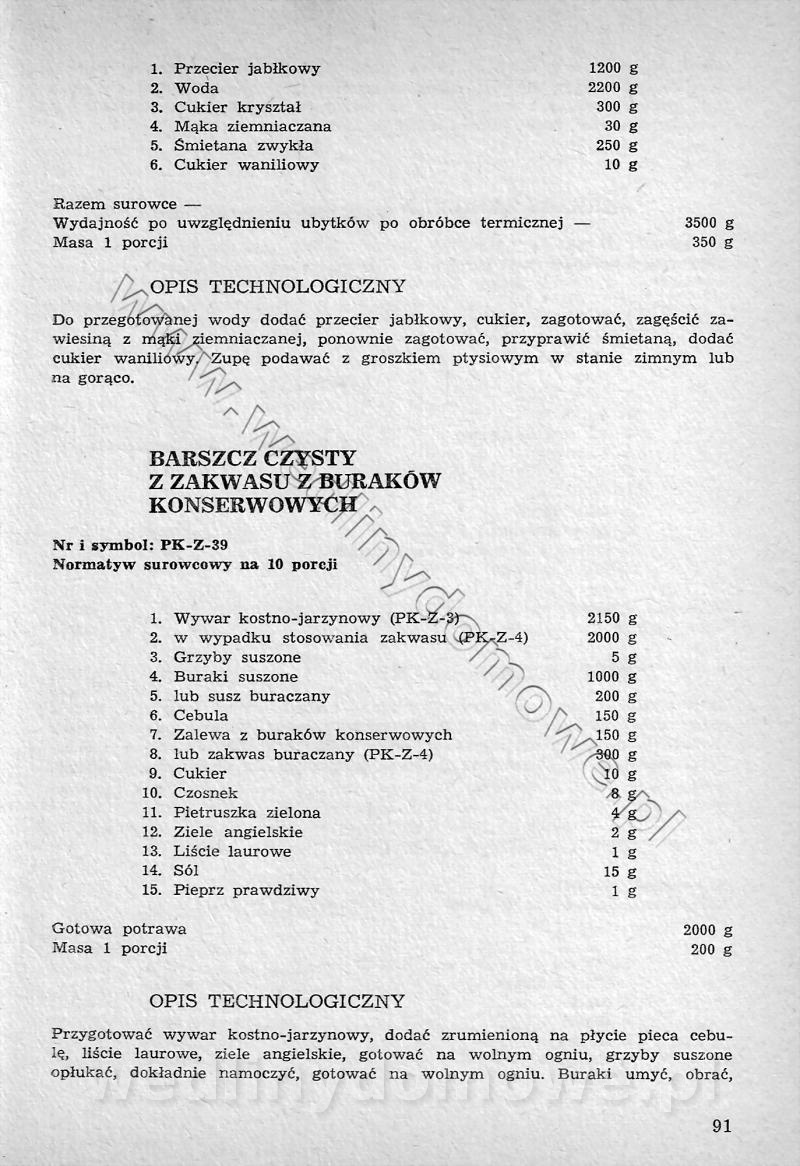 1. Przecier jabłkowy 1200 g
2. Woda 2200 g
3. Cukier kryształ 300 g
4. Mąka ziemniaczana 30 g
5. Śmietana zwykła 250 g
6. Cukier waniliowy 10 g
Razem surowce —
Wydajność po uwzględnieniu ubytków po obróbce termicznej — 3500 g
Masa 1 porcji 350 g
OPIS TECHNOLOGICZNY
Do przegotowanej wody dodać przecier jabłkowy, cukier, zagotować, zagęścić za-
wiesiną z mąki ziemniaczanej, ponownie zagotować, przyprawić śmietaną, dodać
cukier waniliowy. Zupę podawać z groszkiem ptysiowym w stanie zimnym lub
na gorąco.
BARSZCZ CZYSTY
Z ZAKWASU Z BURAKÓW
KONSERWOWYCH
Nr i symbol: PK-Z-39
Normatyw surowcowy na 10 porcji
1. Wywar kostno-jarzynowy (PK-Z-3) 2150 g
2. w wypadku stosowania zakwasu (PK-Z-4) 2000 g
3. Grzyby suszone 5 g
4. Buraki suszone 1000 g
5. lub susz buraczany 200 g
6. Cebula 150 g
7. Zalewa z buraków konserwowych 150 g
8. lub zakwas buraczany (PK-Z-4) 300 g
9. Cukier 10 g
10. Czosnek 8 g
11. Pietruszka zielona 4 g
12. Ziele angielskie 2 g
13. Liście laurowe 1 g
14. Sól 15 g
15. Pieprz prawdziwy 1 g
Gotowa potrawa 2000 g
Masa 1 porcji 200 g
OPIS TECHNOLOGICZNY
Przygotować wywar kostno-jarzynowy, dodać zrumienioną na płycie pieca cebu-
lę, liście laurowe, ziele angielskie, gotować na wolnym ogniu, grzyby suszone
opłukać, dokładnie namoczyć, gotować na wolnym ogniu. Buraki umyć, obrać,
91
www.wedlinydomowe.pl
wedlinydomowe.pl